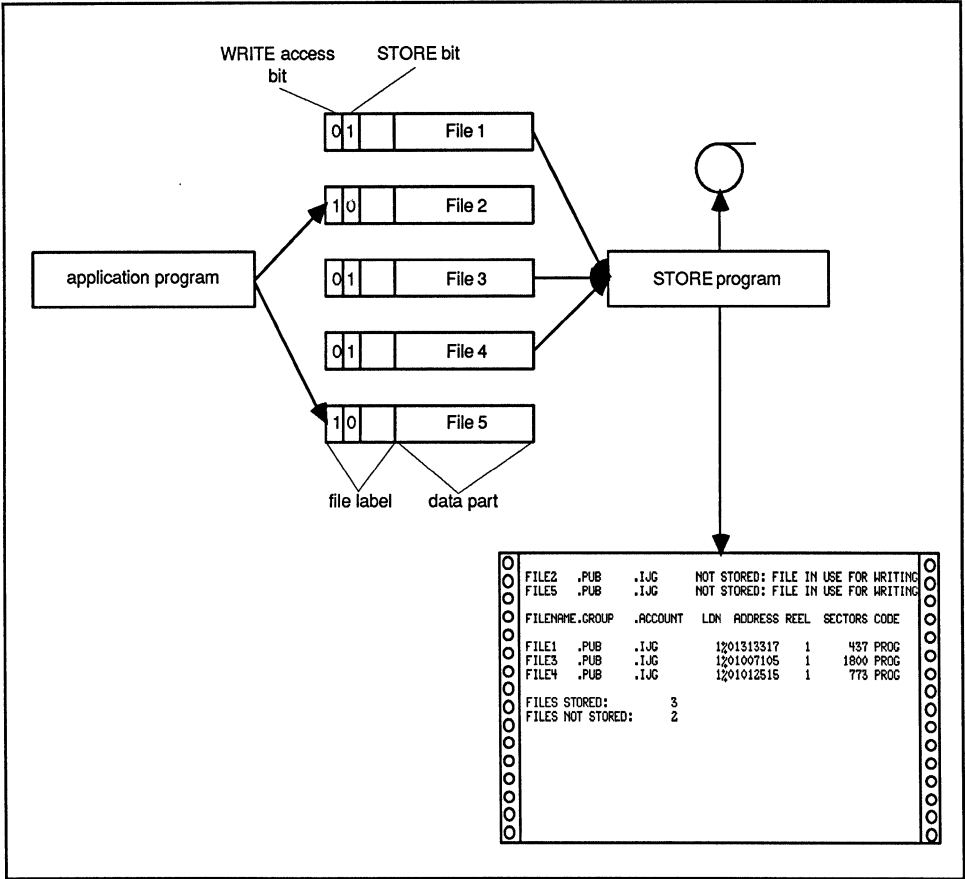 WRITE access
bit
STORE bit
0 1 File 1
1 0 File 2
application program
0 1 File 3
STORE program
0 1 File 4
1 0 File 5
file label
data part
FILE2 .PUB .IJG NOT STORED: FILE IN USE FOR WRITING
FILE5 .PUB .IJG NOT STORED: FILE IN USE FOR WRITING
FILENAME.GROUP .ACCOUNT LDN ADDRESS REEL SECTORS CODE
FILE1 .PUB .IJG 1%01313317 1 437 PROG
FILE3 .PUB .IJG 1%01007105 1 1800 PROG
FILE4 .PUB .IJG 1%01012515 1 773 PROG
FILES STORED: 3
FILES NOT STORED: 2